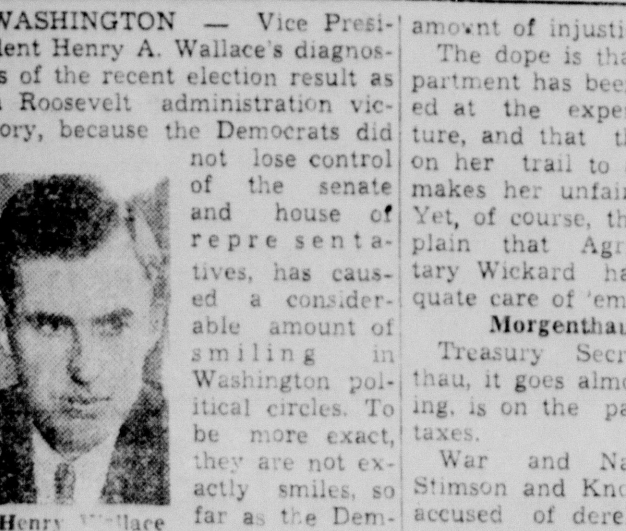 WASHINGTON — Vice Presi-
dent Henry A. Wallace's diagnos-
s of the recent election result as
Roosevelt administration vic-
ory, because the Democrats did
not lose control
of the senate
and house of
representa-
tives, has caus-
ed a consider-
able amount of
smiling in
Washington pol-
itical circles. To
be more exact,
they are not ex-
actly smiles, so
far as the Dem-
Henry Wallace
amount of injusti
The dope is tha
partment has bee
ed at the expe
ture, and that t
on her trail to
makes her unfair
Yet, of course, th
plain that Agr
tary Wickard ha
quate care of 'em
Morgenthau
Treasury Secr
thau, it goes almo
ing, is on the pa
taxes.
War and Na
Stimson and Kno
accused of dere